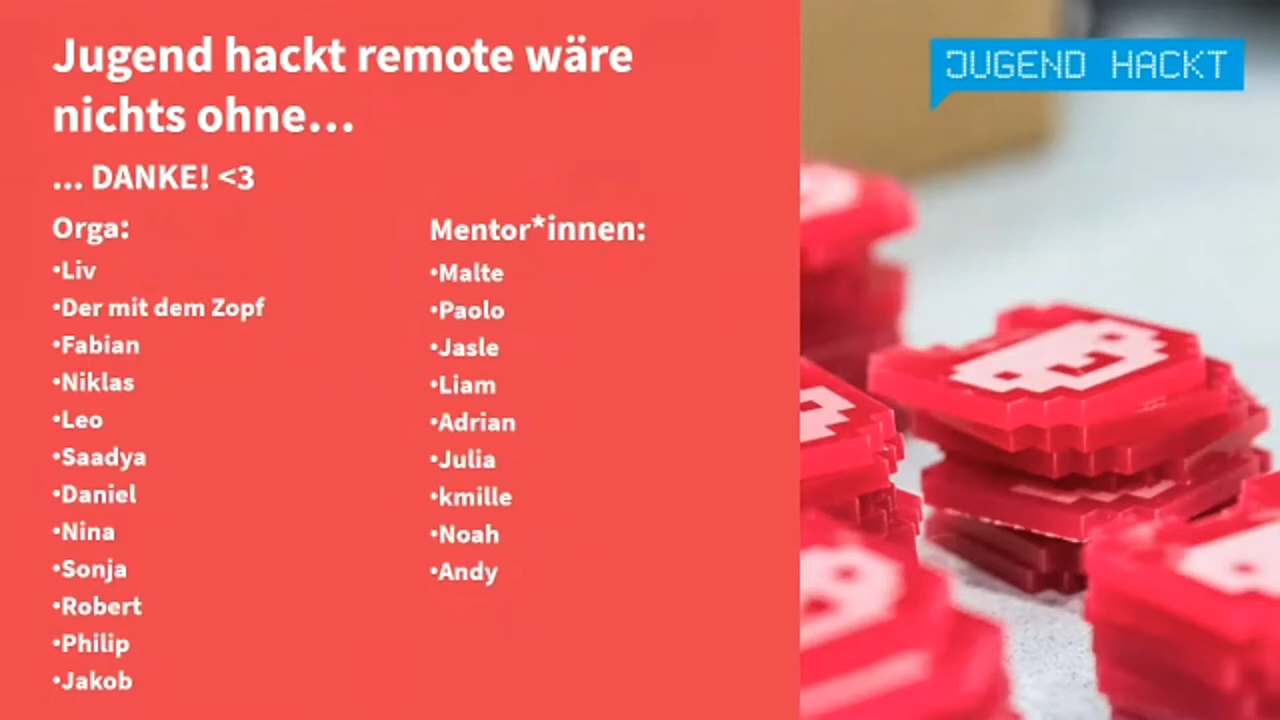 Jugend hackt remote wäre
nichts ohne...
... DANKE! <3
Orga:
•Liv
•Der mit dem Zopf
•Fabian
•Niklas
•Leo
•Saadya
•Daniel
•Nina
•Sonja
•Robert
•Philip
•Jakob
Mentor*innen:
•Malte
•Paolo
•Jasle
•Liam
•Adrian
•Julia
•kmille
•Noah
•Andy
JUGEND HACKT